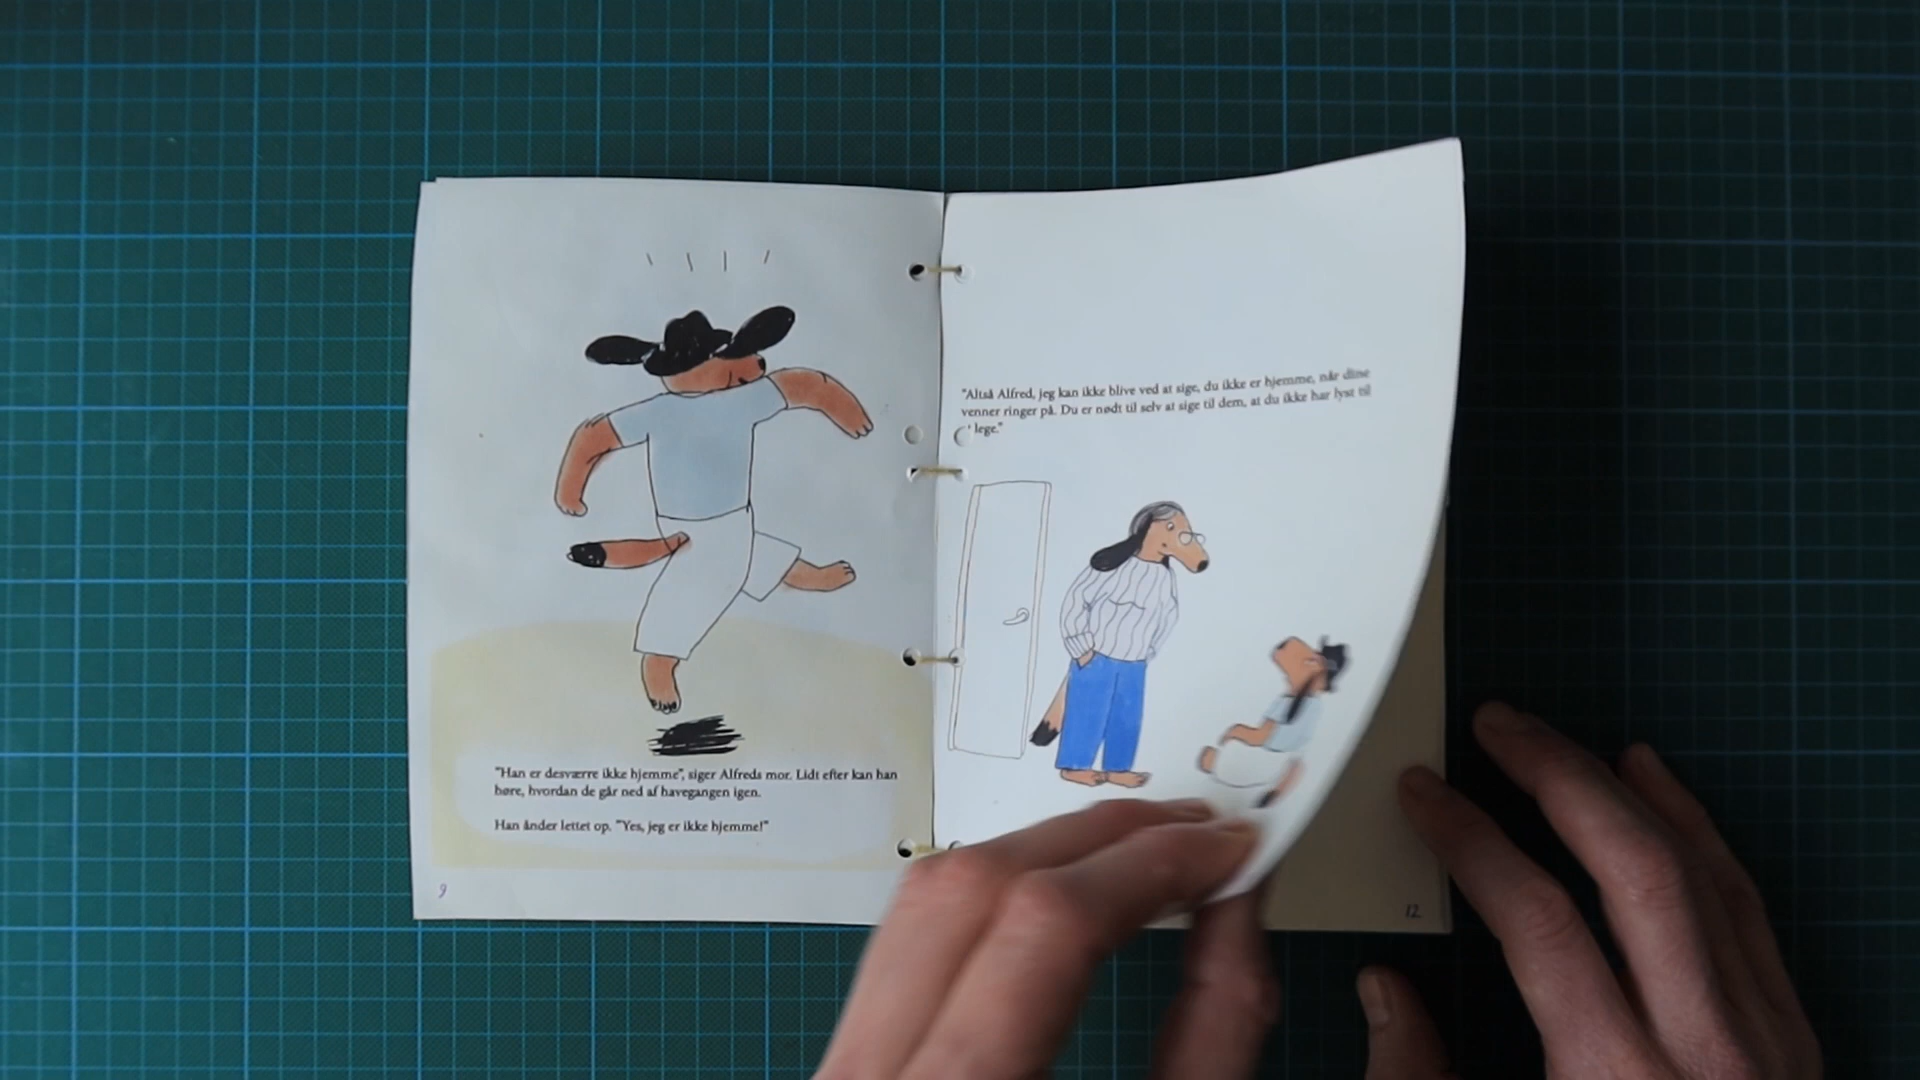 "Han er desværre ikke hjemme", siger Alfreds mor. Lidt efter kan han
høre, hvordan de går ned af havegangen igen.
Han ånder lettet op. "Yes, jeg er ikke hjemme!"
9
"Altså Alfred, jeg kan ikke blive ved at sige, du ikke er hjemme, når dine
venner ringer på. Du er nødt til selv at sige til dem, at du ikke har lyst til
lege."
12